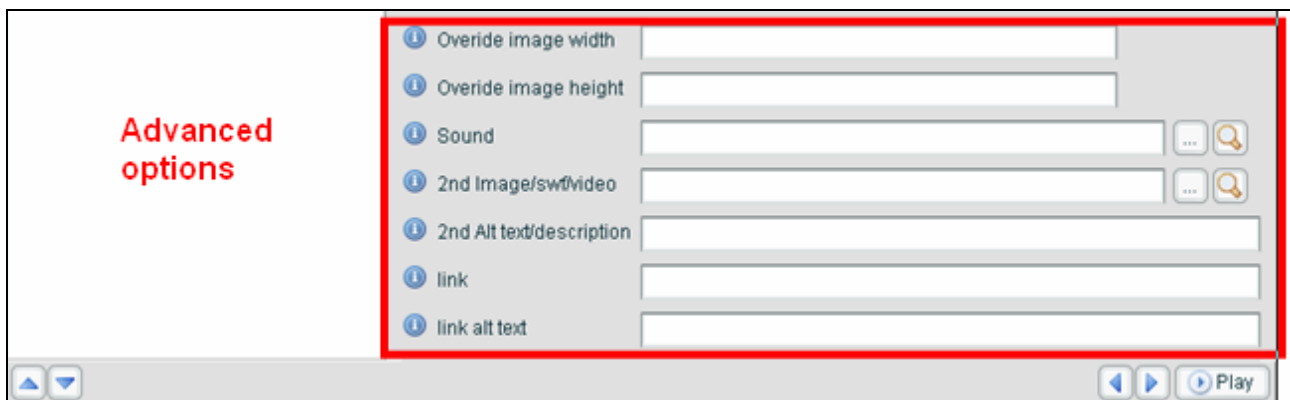 Overide image width
Overide image height
Advanced
options
Sound
2nd Image/swf/video
2nd Alt text/description
link
link alt text
Play